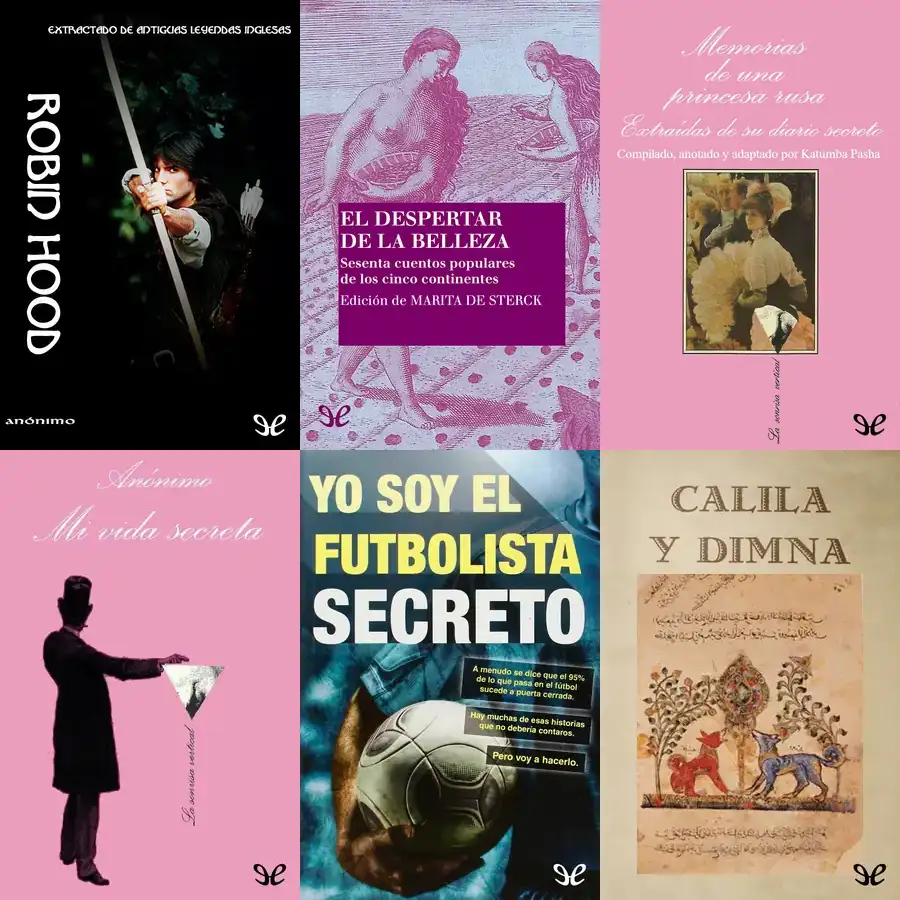 EXTRACTADO DE ANTIGUAS LEYENDAS INGLESAS
ROBIN HOOD
anónimo
EL DESPERTAR
DE LA BELLEZA
Sesenta cuentos populares
de los cinco continentes
Edición de MARITA DE STERCK
Memorias
de una
princesa rusa
Extraídas de su diario secreto
Compilado, anotado y adaptado por Katumba Pasha
La sonrisa vertical
Anónimo
Mi vida secreta
La sonrisa vertical
YO SOY EL
FUTBOLISTA
SECRETO
A menudo se dice que el 95%
de lo que pasa en el fútbol
sucede a puerta cerrada.
Hay muchas de esas historias
que no debería contaros.
Pero voy a hacerlo.
CALILA
Y DIMNA